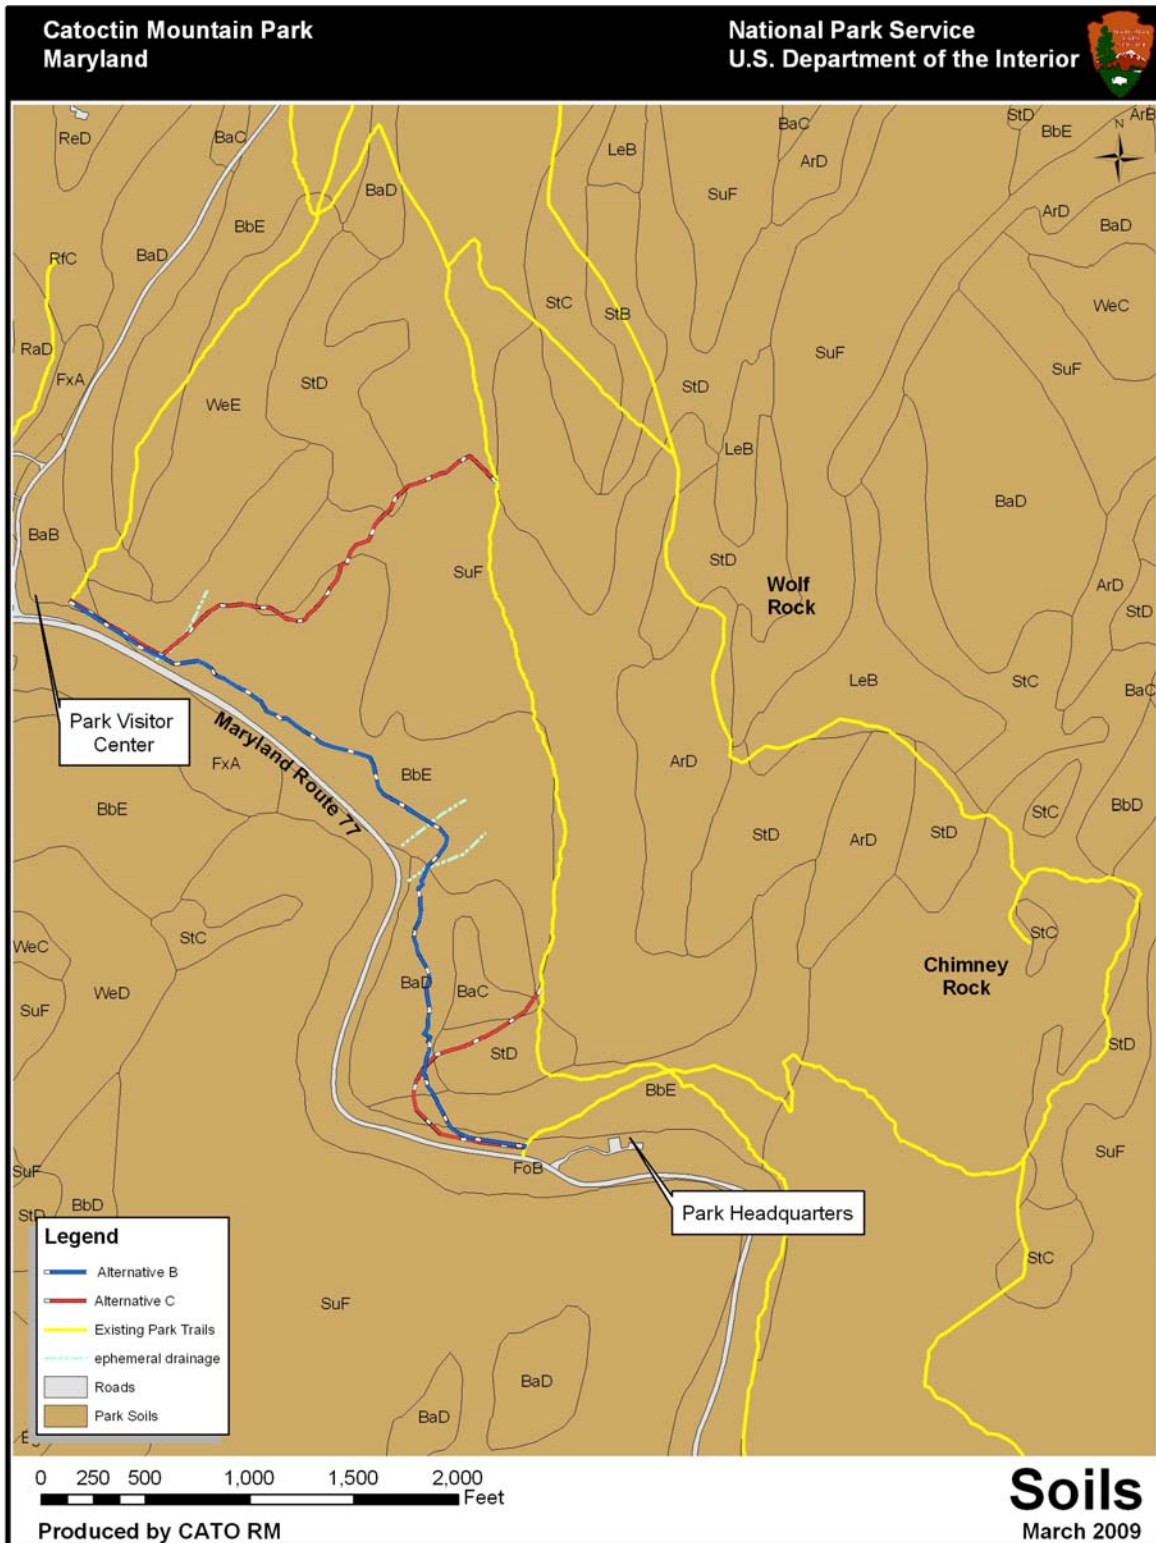 Catoctin Mountain Park
Maryland
National Park Service
U.S. Department of the Interior
N
ReD
BaC
BaD
LeB
BaC
ArD
StD
BbE
ArB
SuF
ArD
BaD
BbE
BaD
RfC
StC
StB
WeC
RaD
FxA
StD
SuF
SuF
WeE
StD
LeB
BaD
BaB
StD
SuF
Wolf
Rock
ArD
StD
LeB
StC
BaC
Park Visitor
Center
Maryland Route 77
FxA
BbE
ArD
BbE
StC
BbD
StD
ArD
StD
StC
WeC
StC
Chimney
Rock
WeD
BaD
BaC
SuF
StD
StD
BbE
SuF
FoB
SuF
StD
BbD
Park Headquarters
StC
SuF
BaD
BaD
Legend
Alternative B
Alternative C
Existing Park Trails
ephemeral drainage
Roads
Park Soils
0 250 500 1,000 1,500 2,000
Feet
Produced by CATO RM
Soils
March 2009